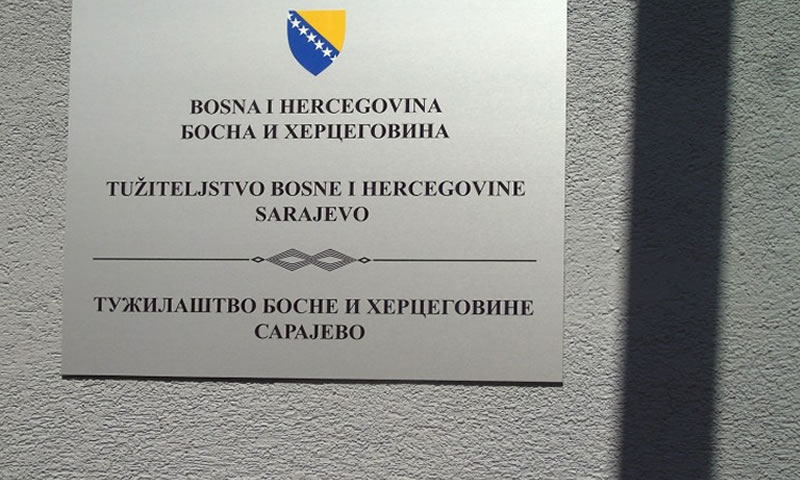 BOSNA I HERCEGOVINA
БОСНА И ХЕРЦЕГОВИНА
TUŽITELJSTVO BOSNE I HERCEGOVINE
SARAJEVO
ТУЖИЛАШТВО БОСНЕ И ХЕРЦЕГОВИНЕ
САРАЈЕВО